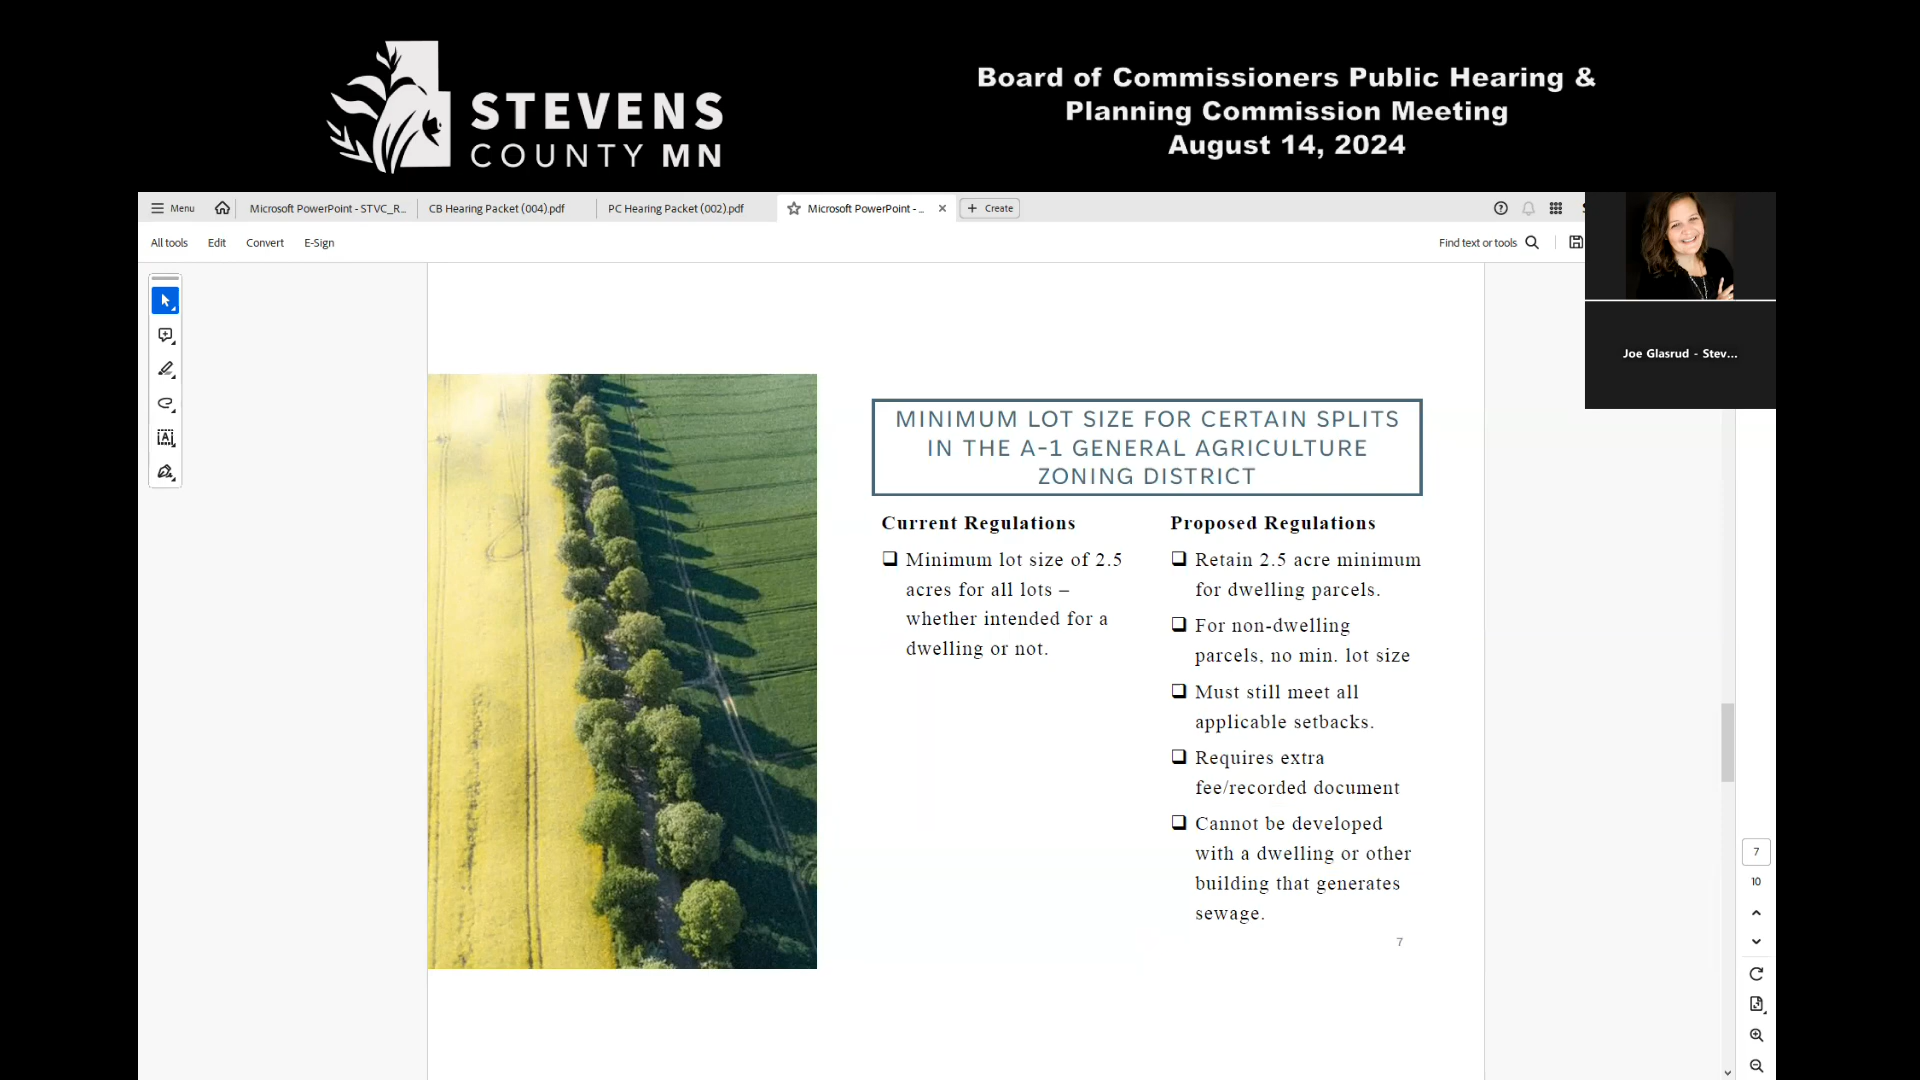 STEVENS
COUNTY MN
Board of Commissioners Public Hearing &
Planning Commission Meeting
August 14, 2024
Menu
Microsoft PowerPoint - STVC_R...
CB Hearing Packet (004).pdf
PC Hearing Packet (002).pdf
Microsoft PowerPoint - ...
Create
All tools
Edit
Convert
E-Sign
Find text or tools
Joe Glasrud - Stev...
MINIMUM LOT SIZE FOR CERTAIN SPLITS
IN THE A-1 GENERAL AGRICULTURE
ZONING DISTRICT
Current Regulations
Minimum lot size of 2.5
acres for all lots –
whether intended for a
dwelling or not.
Proposed Regulations
Retain 2.5 acre minimum
for dwelling parcels.
For non-dwelling
parcels, no min. lot size
Must still meet all
applicable setbacks.
Requires extra
fee/recorded document
Cannot be developed
with a dwelling or other
building that generates
sewage.
7
7
10